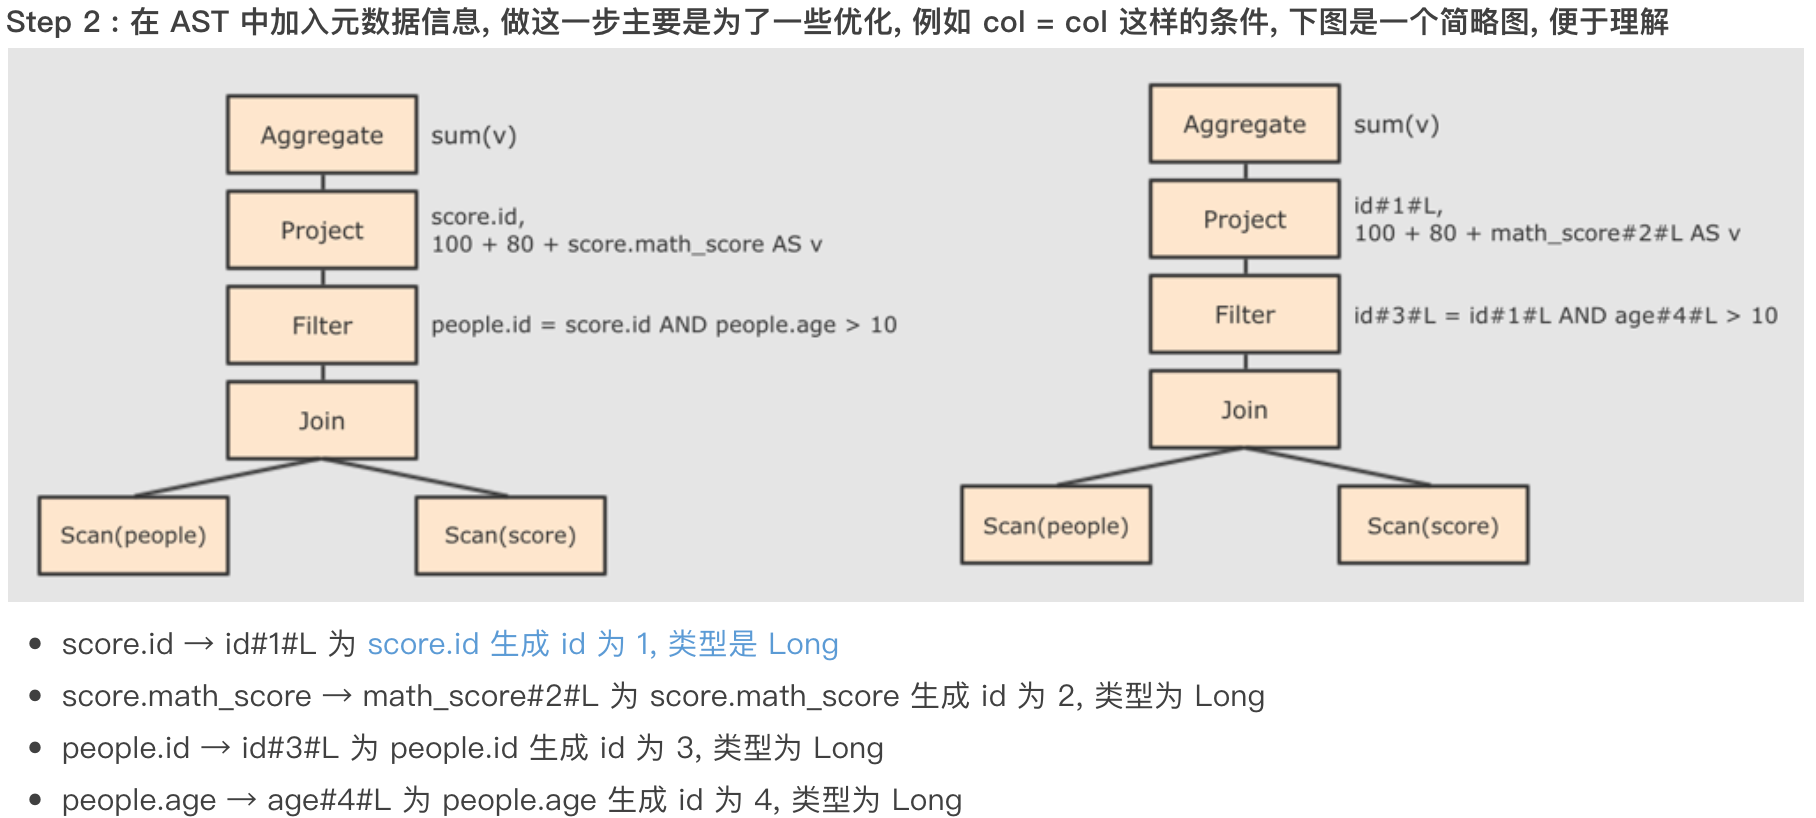 Step 2 : 在 AST 中加入元数据信息, 做这一步主要是为了一些优化, 例如 col = col 这样的条件, 下图是一个简略图, 便于理解
Aggregate sum(v)
Project score.id,
100 + 80 + score.math_score AS v
Filter people.id = score.id AND people.age > 10
Join
Scan(people) Scan(score)
Aggregate sum(v)
Project id#1#L,
100 + 80 + math_score#2#L AS v
Filter id#3#L = id#1#L AND age#4#L > 10
Join
Scan(people) Scan(score)
• score.id → id#1#L 为 score.id 生成 id 为 1, 类型是 Long
• score.math_score → math_score#2#L 为 score.math_score 生成 id 为 2, 类型为 Long
• people.id → id#3#L 为 people.id 生成 id 为 3, 类型为 Long
• people.age → age#4#L 为 people.age 生成 id 为 4, 类型为 Long